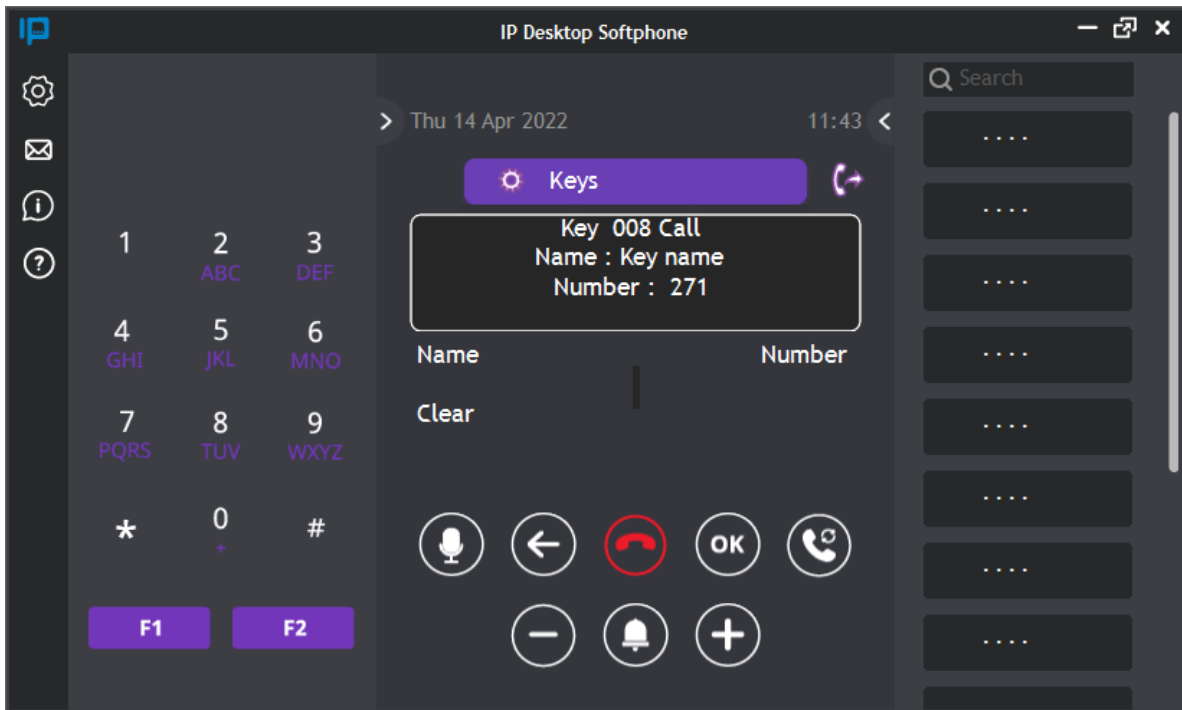 IP Desktop Softphone
Search
Thu 14 Apr 2022 11:43
Keys
Key 008 Call
Name : Key name
Number : 271
Name Number
Clear
1 2 3
ABC DEF
4 5 6
GHI JKL MNO
7 8 9
PQRS TUV WXYZ
* 0 #
+
F1 F2
OK
. . . .
. . . .
. . . .
. . . .
. . . .
. . . .
. . . .
. . . .